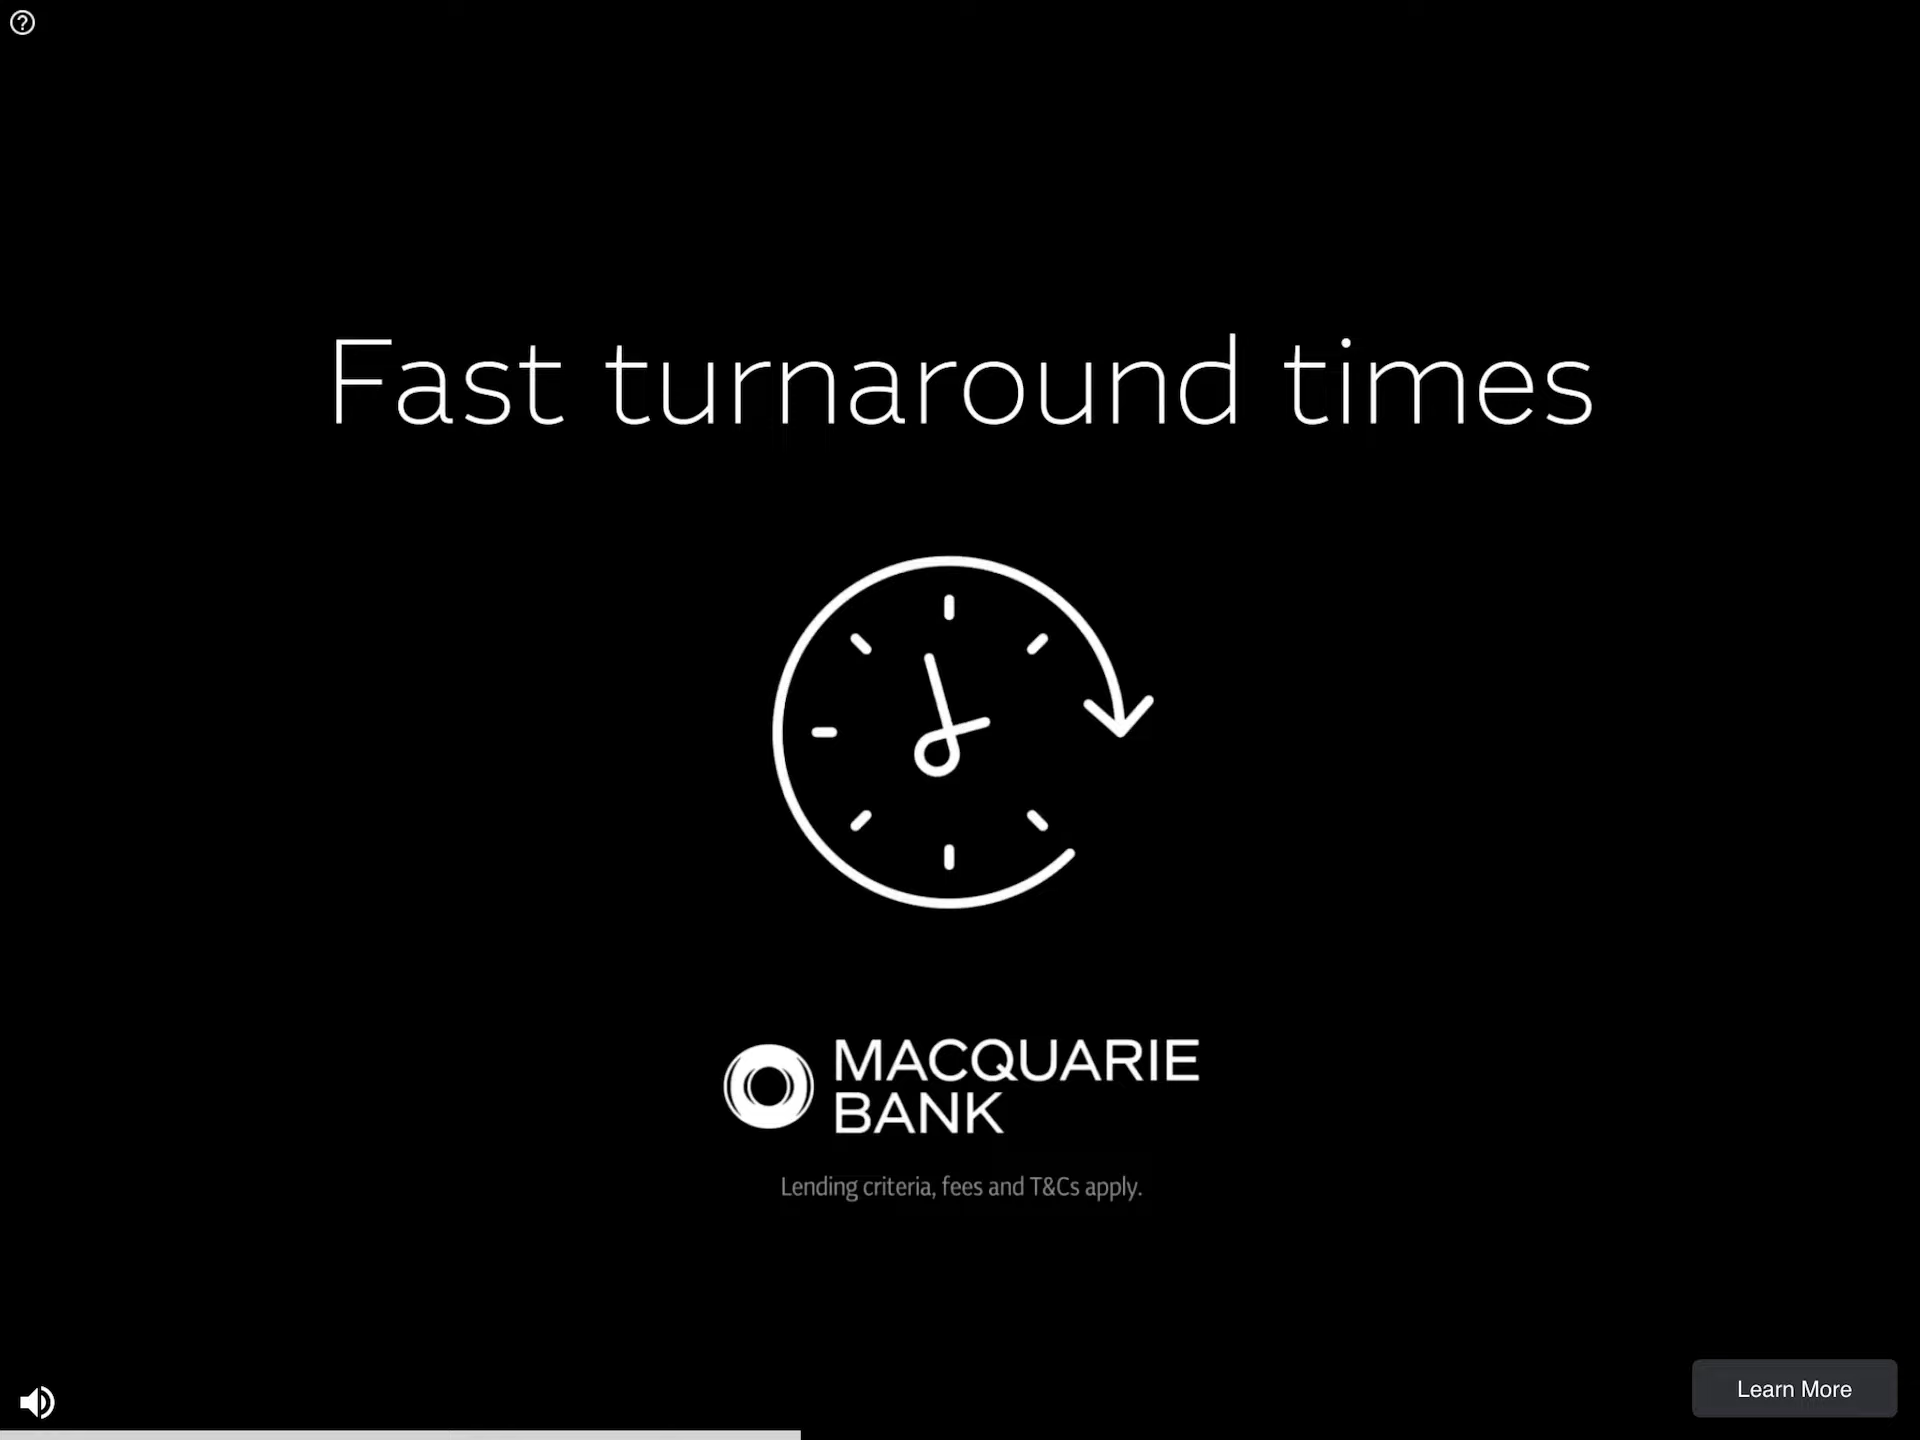 Fast turnaround times
MACQUARIE
BANK
Lending criteria, fees and T&Cs apply.
Learn More